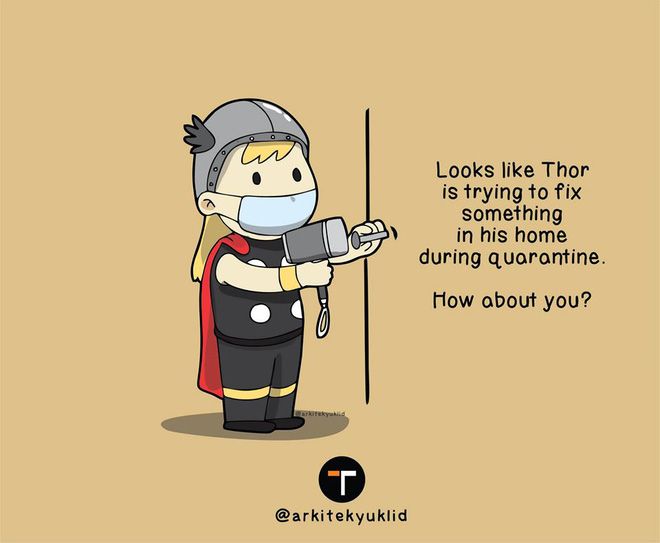 Looks like Thor
is trying to fix
something
in his home
during quarantine.
How about you?
@arkitekyuklid
T
@arkitekyuklid